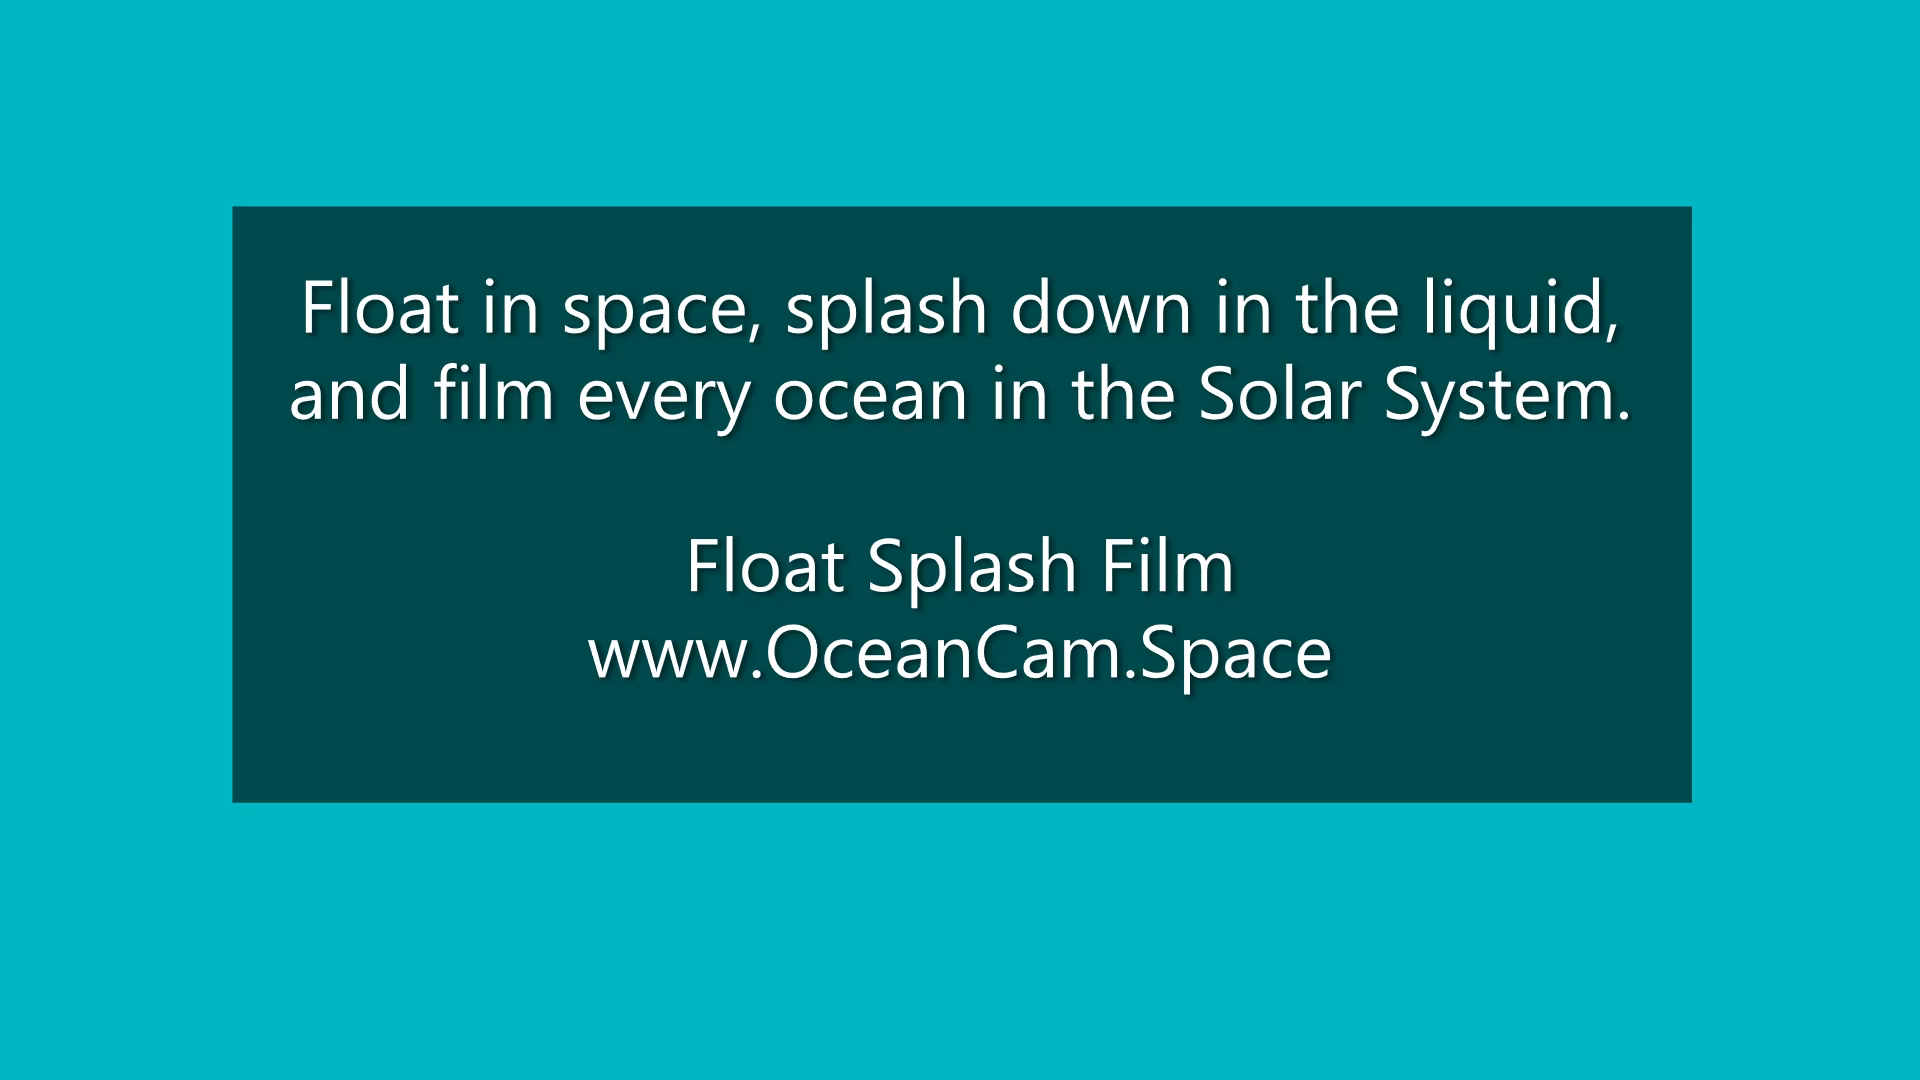 Float in space, splash down in the liquid,
and film every ocean in the Solar System.
Float Splash Film
www.OceanCam.Space